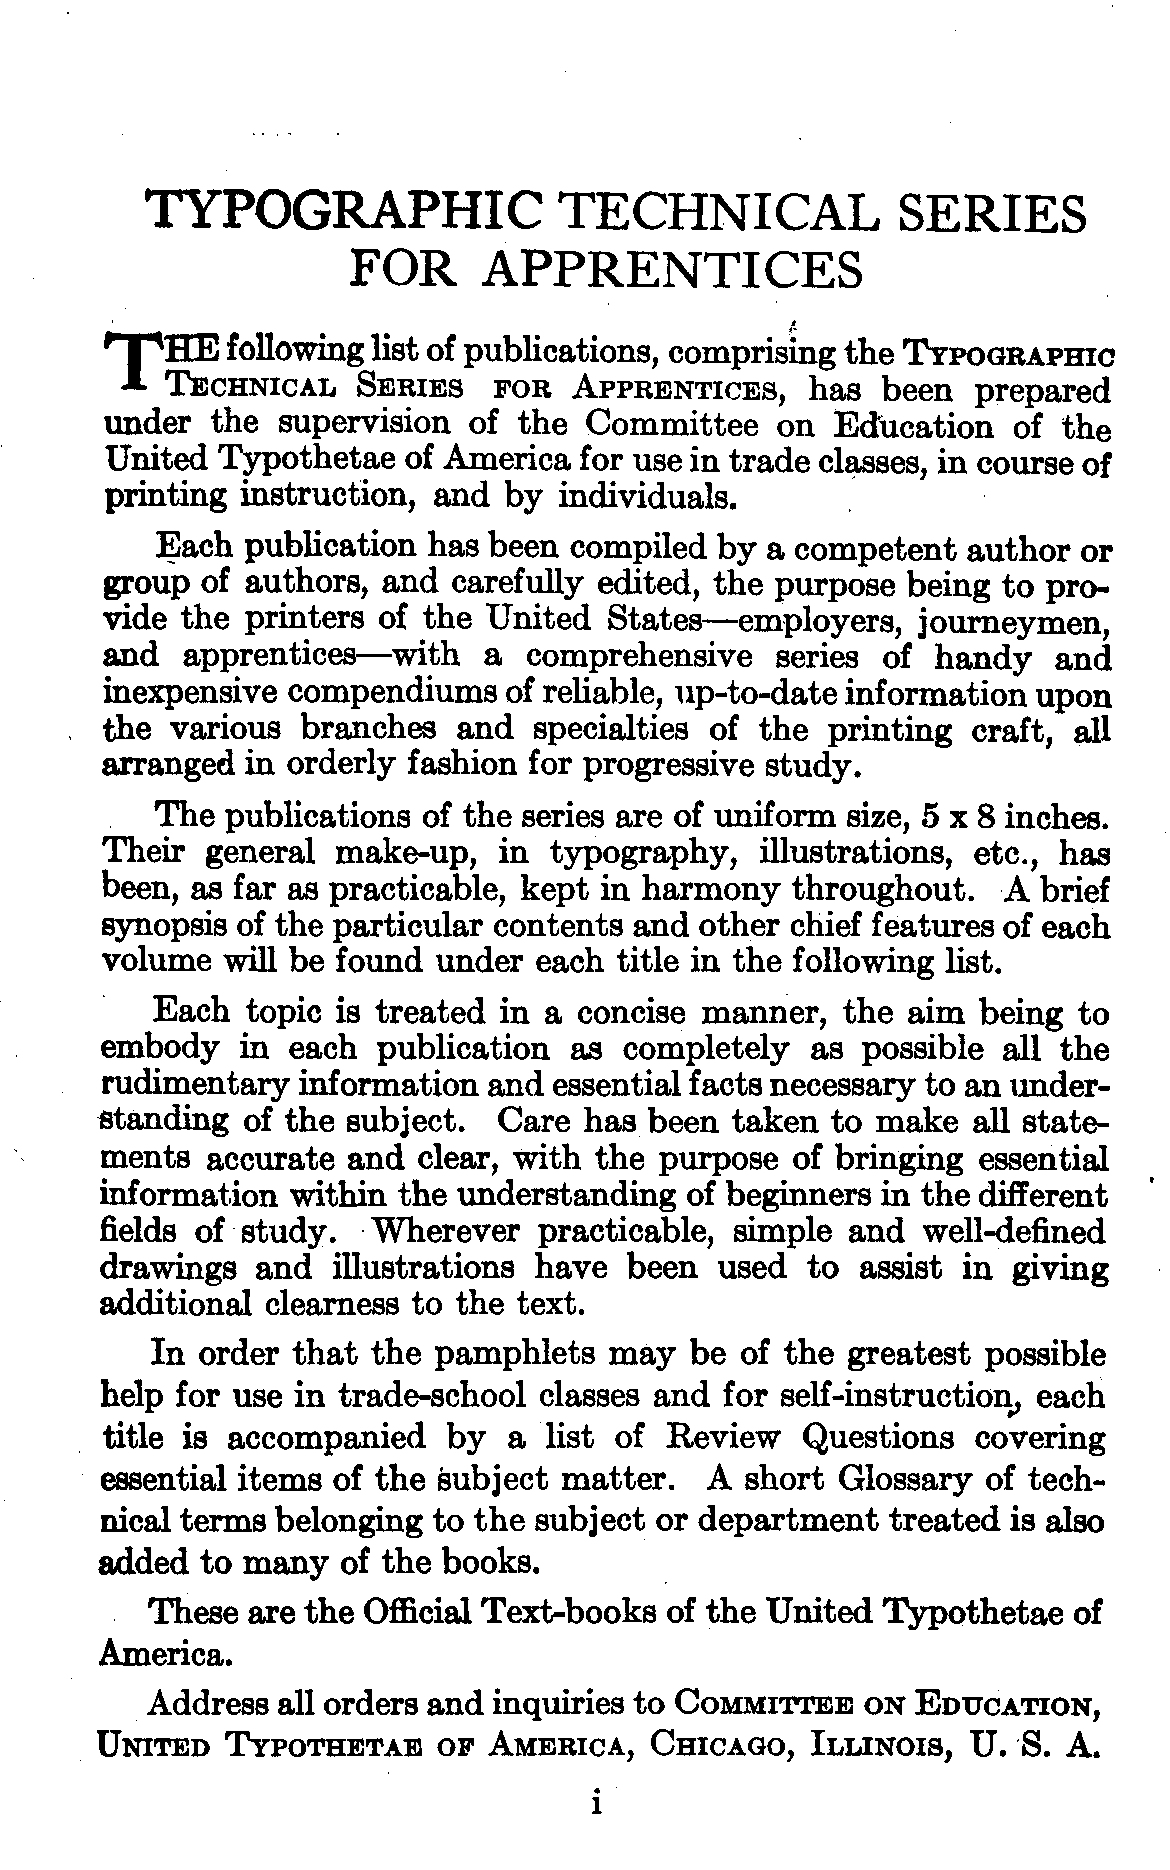 TYPOGRAPHIC TECHNICAL SERIES
FOR APPRENTICES
THE following list of publications, comprising the TYPOGRAPHIC
TECHNICAL SERIES FOR APPRENTICES, has been prepared
under the supervision of the Committee on Education of the
United Typothetae of America for use in trade classes, in course of
printing instruction, and by individuals.
Each publication has been compiled by a competent author or
group of authors, and carefully edited, the purpose being to pro-
vide the printers of the United States—employers, journeymen,
and apprentices—with a comprehensive series of handy and
inexpensive compendiums of reliable, up-to-date information upon
the various branches and specialties of the printing craft, all
arranged in orderly fashion for progressive study.
The publications of the series are of uniform size, 5 x 8 inches.
Their general make-up, in typography, illustrations, etc., has
been, as far as practicable, kept in harmony throughout. A brief
synopsis of the particular contents and other chief features of each
volume will be found under each title in the following list.
Each topic is treated in a concise manner, the aim being to
embody in each publication as completely as possible all the
rudimentary information and essential facts necessary to an under-
standing of the subject. Care has been taken to make all state-
ments accurate and clear, with the purpose of bringing essential
information within the understanding of beginners in the different
fields of study. Wherever practicable, simple and well-defined
drawings and illustrations have been used to assist in giving
additional clearness to the text.
In order that the pamphlets may be of the greatest possible
help for use in trade-school classes and for self-instruction, each
title is accompanied by a list of Review Questions covering
essential items of the subject matter. A short Glossary of tech-
nical terms belonging to the subject or department treated is also
added to many of the books.
These are the Official Text-books of the United Typothetae of
America.
Address all orders and inquiries to COMMITTEE ON EDUCATION,
UNITED TYPOTHETAE OF AMERICA, CHICAGO, ILLINOIS, U. S. A.
i